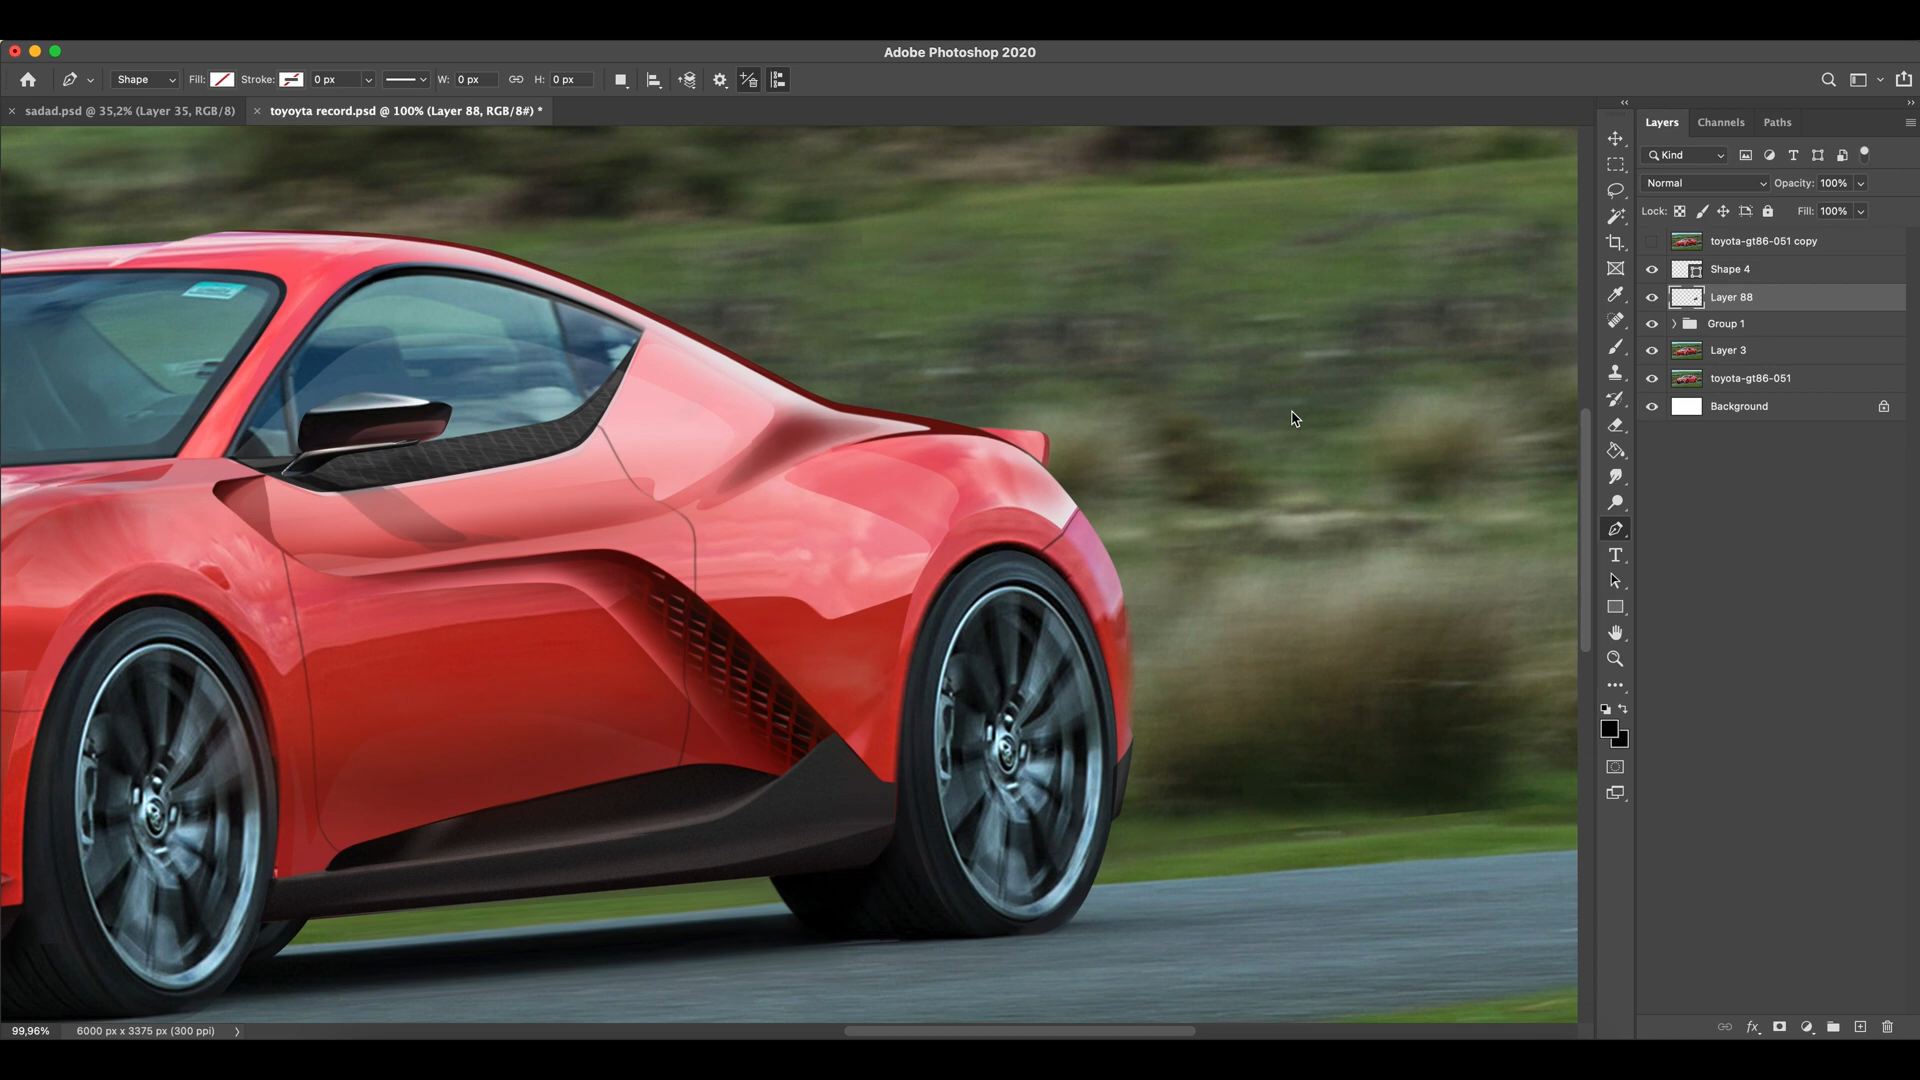 Adobe Photoshop 2020
Shape Fill: Stroke: 0 px W: 0 px H: 0 px
sadad.psd @ 35,2% (Layer 35, RGB/8) toyoyta record.psd @ 100% (Layer 88, RGB/8#) *
Layers Channels Paths
Kind
Normal Opacity: 100%
Lock: Fill: 100%
toyota-gt86-051 copy
Shape 4
Layer 88
Group 1
Layer 3
toyota-gt86-051
Background
99,96% 6000 px x 3375 px (300 ppi)